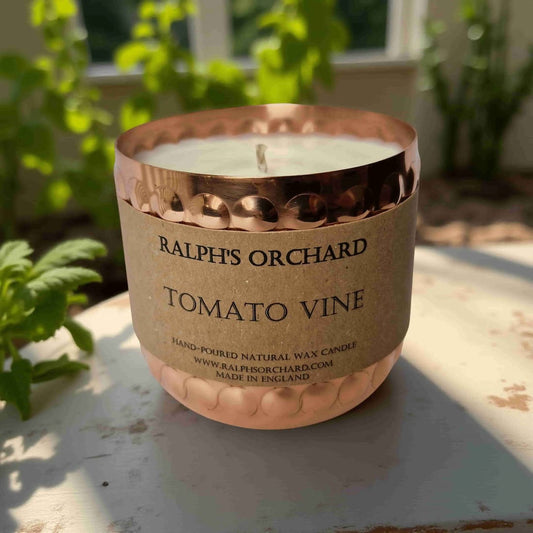 RALPH'S ORCHARD
TOMATO VINE
HAND-POURED NATURAL WAX CANDLE
WWW.RALPHSORCHARD.COM
MADE IN ENGLAND